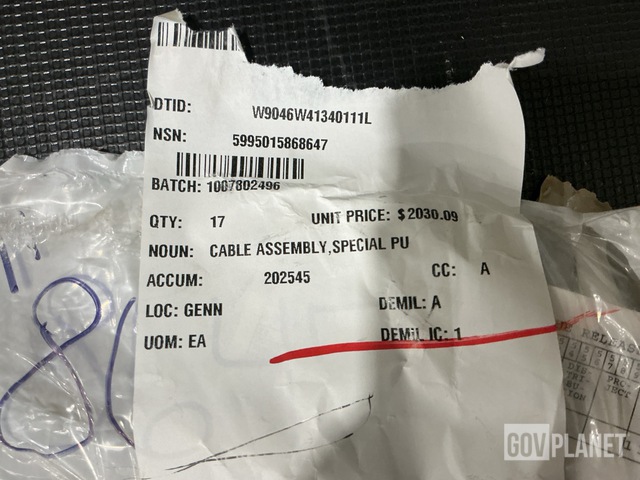 DTID: W9046W41340111L
NSN: 5995015868647
BATCH: 1007802496
QTY: 17 UNIT PRICE: $ 2030.09
NOUN: CABLE ASSEMBLY,SPECIAL PU
ACCUM: 202545 CC: A
LOC: GENN DEMIL: A
UOM: EA DEMIL IC: 1
8
GOVPLANET